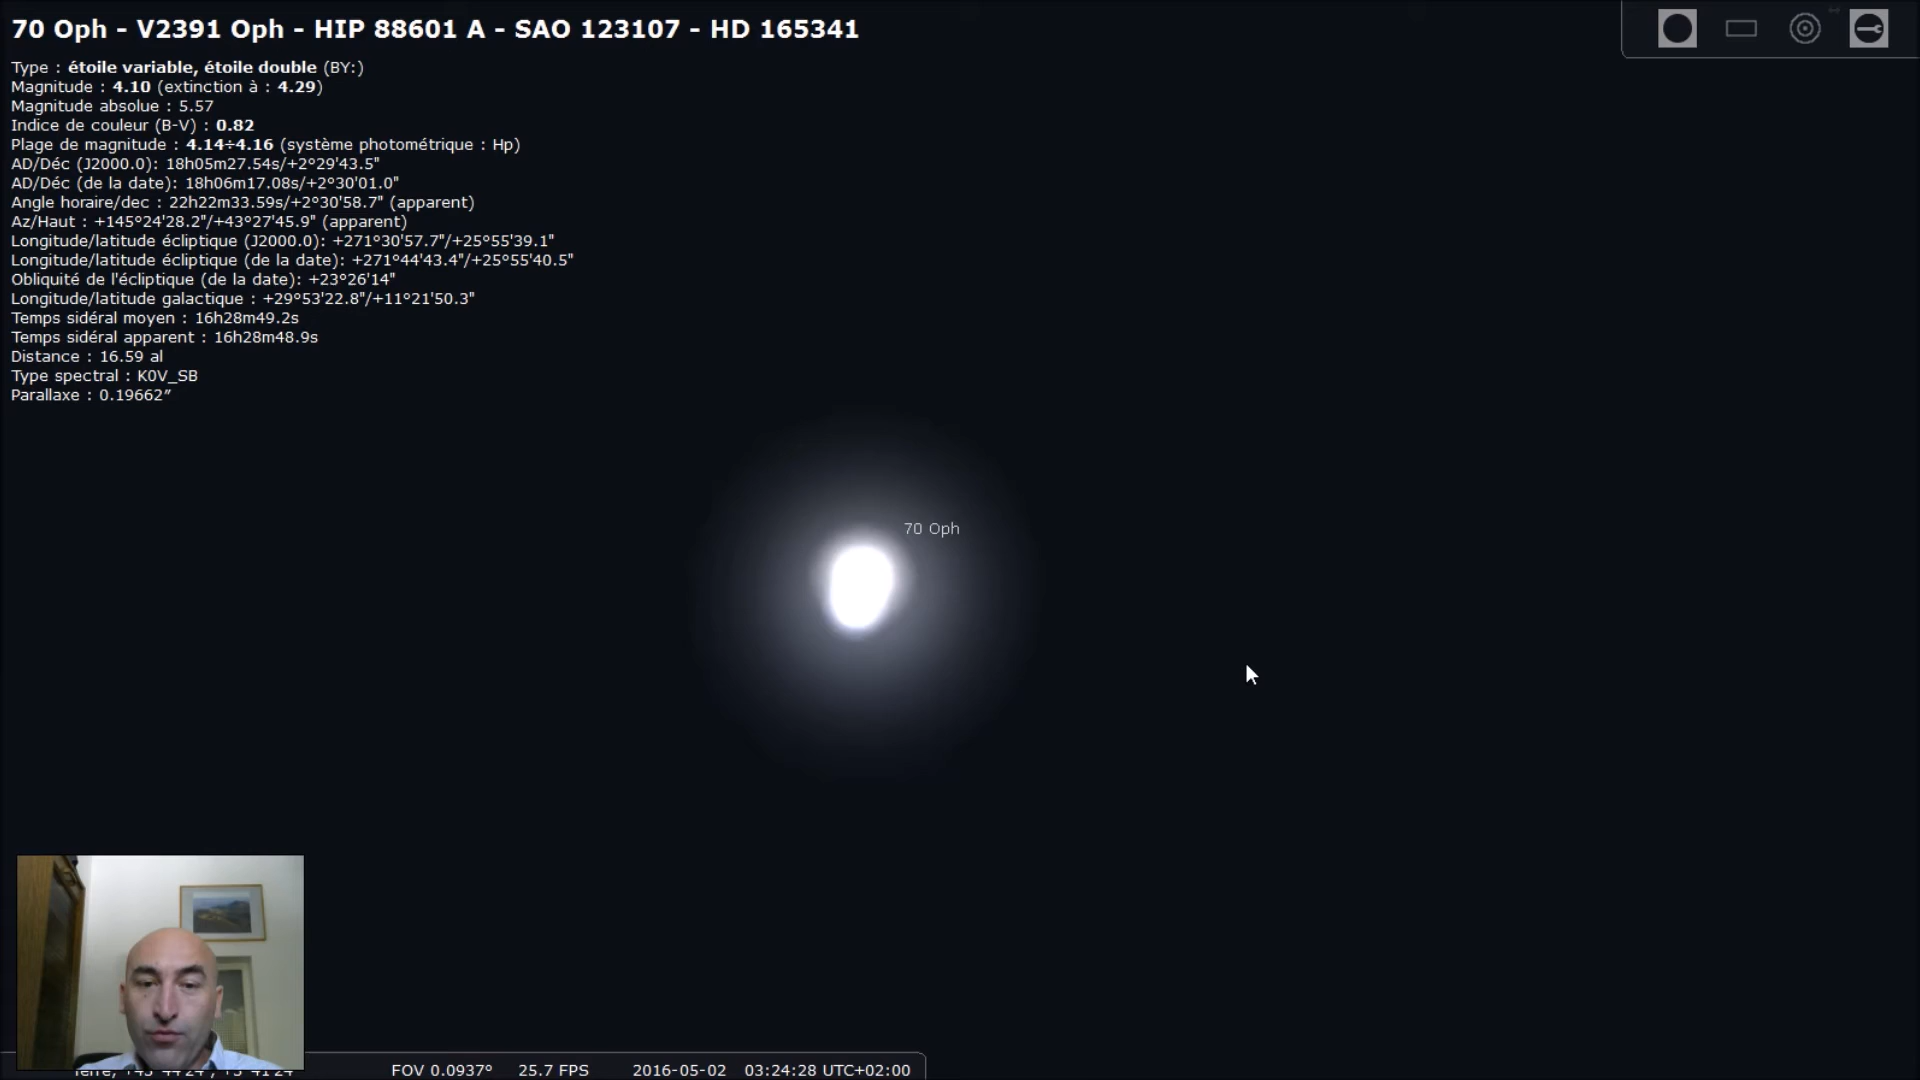 70 Oph - V2391 Oph - HIP 88601 A - SAO 123107 - HD 165341
Type : étoile variable, étoile double (BY:)
Magnitude : 4.10 (extinction à : 4.29)
Magnitude absolue : 5.57
Indice de couleur (B-V) : 0.82
Plage de magnitude : 4.14÷4.16 (système photométrique : Hp)
AD/Déc (J2000.0): 18h05m27.54s/+2°29'43.5"
AD/Déc (de la date): 18h06m17.08s/+2°30'01.0"
Angle horaire/dec : 22h22m33.59s/+2°30'58.7" (apparent)
Az/Haut : +145°24'28.2"/+43°27'45.9" (apparent)
Longitude/latitude écliptique (J2000.0): +271°30'57.7"/+25°55'39.1"
Longitude/latitude écliptique (de la date): +271°44'43.4"/+25°55'40.5"
Obliquité de l'écliptique (de la date): +23°26'14"
Longitude/latitude galactique : +29°53'22.8"/+11°21'50.3"
Temps sidéral moyen : 16h28m49.2s
Temps sidéral apparent : 16h28m48.9s
Distance : 16.59 al
Type spectral : K0V_SB
Parallaxe : 0.19662″
70 Oph
FOV 0.0937° 25.7 FPS 2016-05-02 03:24:28 UTC+02:00